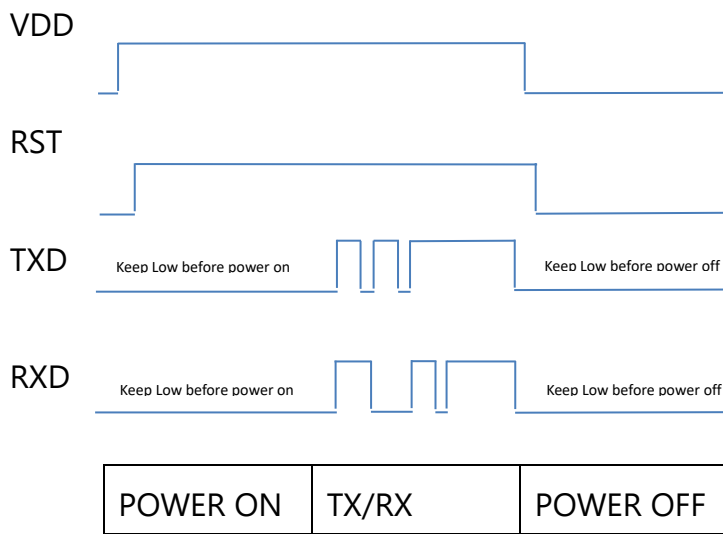 VDD
RST
TXD
Keep Low before power on
Keep Low before power off
RXD
Keep Low before power on
Keep Low before power off
POWER ON
TX/RX
POWER OFF